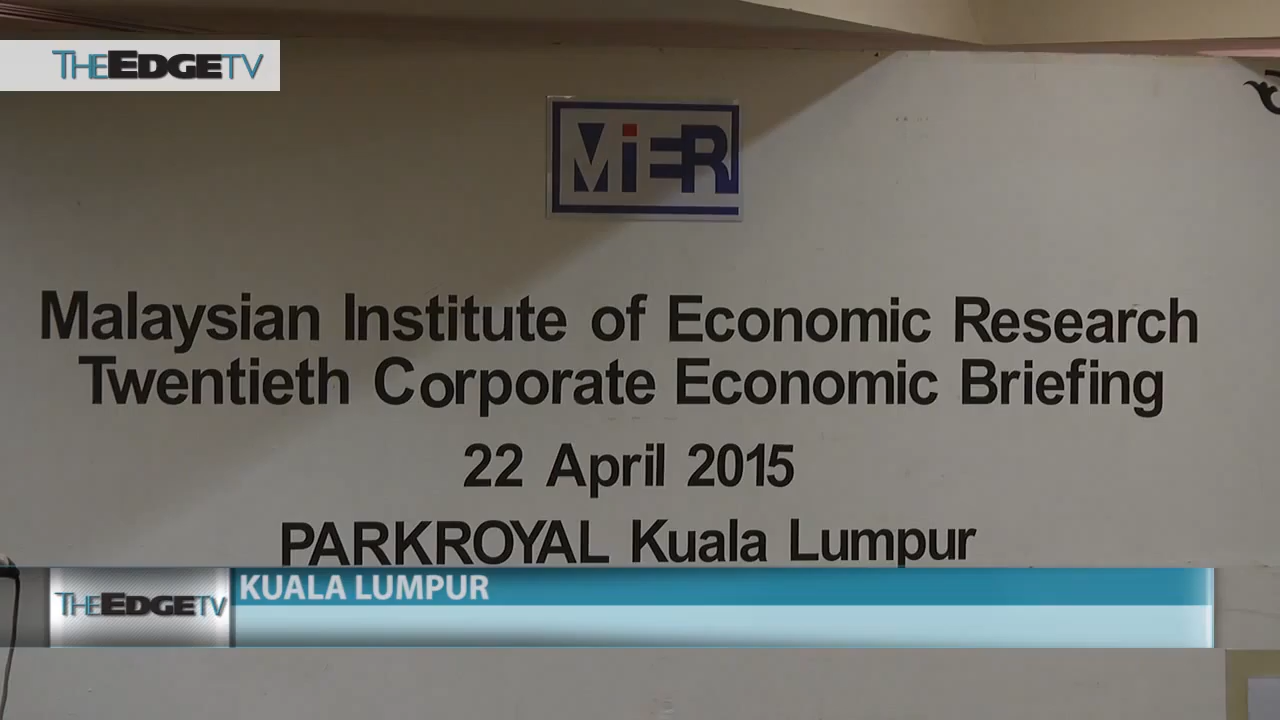 THEEDGETV
MiER
Malaysian Institute of Economic Research
Twentieth Corporate Economic Briefing
22 April 2015
PARKROYAL Kuala Lumpur
THEEDGETV
KUALA LUMPUR